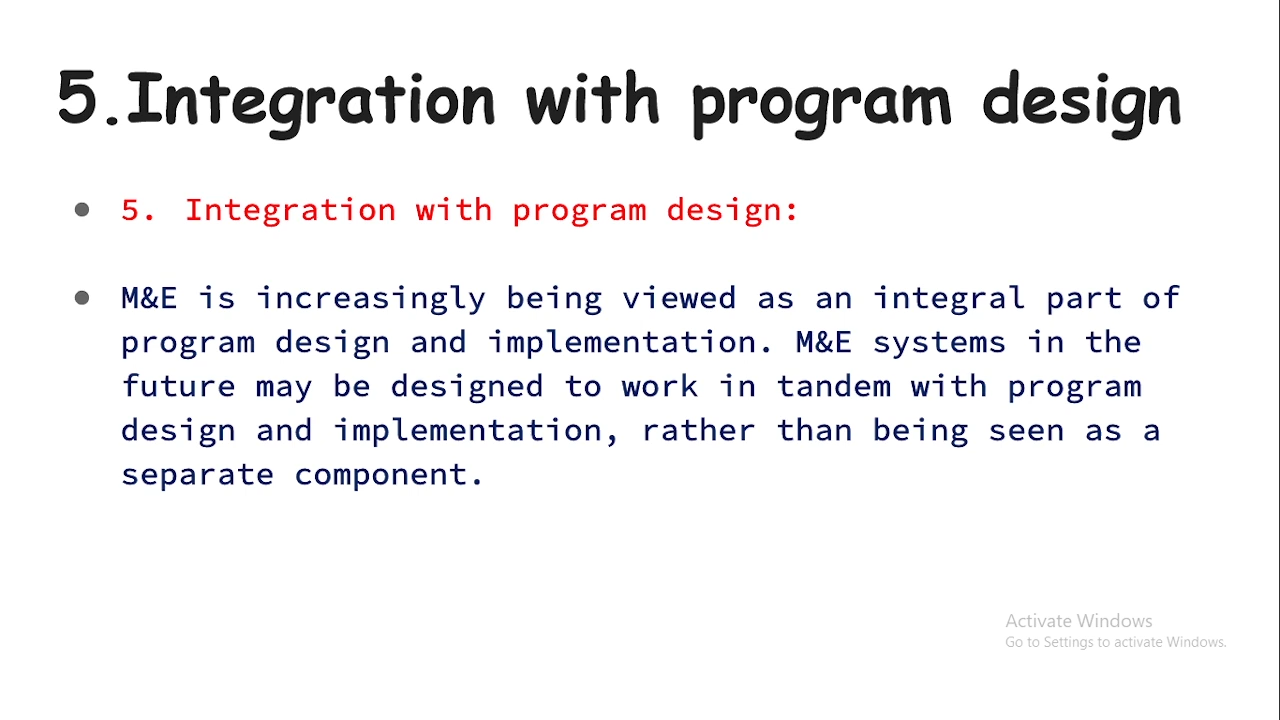 5.Integration with program design
5. Integration with program design:
M&E is increasingly being viewed as an integral part of
program design and implementation. M&E systems in the
future may be designed to work in tandem with program
design and implementation, rather than being seen as a
separate component.
Activate Windows
Go to Settings to activate Windows.